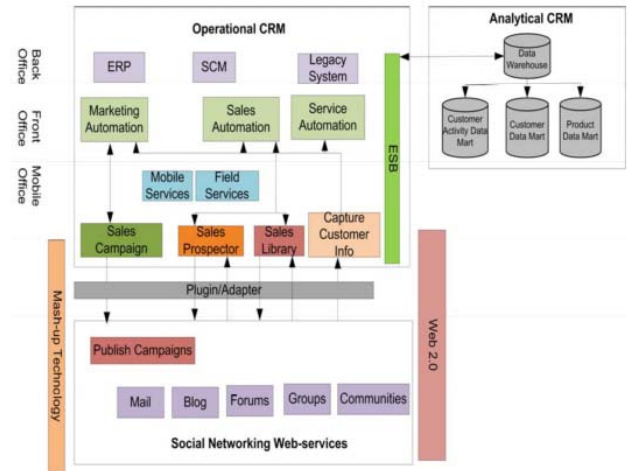 Operational CRM
Analytical CRM
Back
Office
ERP
SCM
Legacy
System
Data
Warehouse
Front
Office
Marketing
Automation
Sales
Automation
Service
Automation
Customer
Activity Data
Mart
Customer
Data Mart
Product
Data Mart
ESB
Mobile
Office
Mobile
Services
Field
Services
Sales
Campaign
Sales
Prospector
Sales
Library
Capture
Customer
Info
Mash-up Technology
Plugin/Adapter
Web 2.0
Publish Campaigns
Mail
Blog
Forums
Groups
Communities
Social Networking Web-services